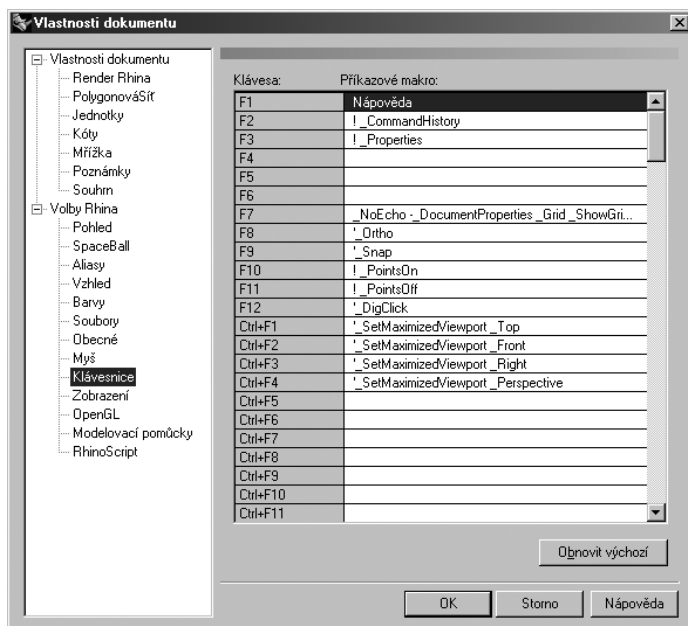 Vlastnosti dokumentu
Vlastnosti dokumentu
Render Rhina
PolygonováSíť
Jednotky
Kóty
Mřížka
Poznámky
Souhrn
Volby Rhina
Pohled
SpaceBall
Aliasy
Vzhled
Barvy
Soubory
Obecné
Myš
Klávesnice
Zobrazení
OpenGL
Modelovací pomůcky
RhinoScript
Klávesa: Příkazové makro:
F1 Nápověda
F2 ! _CommandHistory
F3 ! _Properties
F4
F5
F6
F7 _NoEcho -_DocumentProperties _Grid _ShowGri...
F8 '_Ortho
F9 '_Snap
F10 ! _PointsOn
F11 ! _PointsOff
F12 '_DigClick
Ctrl+F1 '_SetMaximizedViewport _Top
Ctrl+F2 '_SetMaximizedViewport _Front
Ctrl+F3 '_SetMaximizedViewport _Right
Ctrl+F4 '_SetMaximizedViewport _Perspective
Ctrl+F5
Ctrl+F6
Ctrl+F7
Ctrl+F8
Ctrl+F9
Ctrl+F10
Ctrl+F11
Obnovit výchozí
OK Storno Nápověda